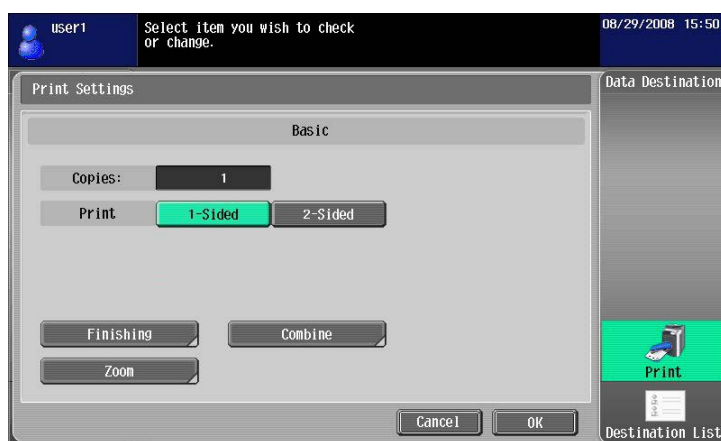 user1
Select item you wish to check
or change.
08/29/2008 15:50
Print Settings
Data Destination
Basic
Copies: 1
Print 1-Sided 2-Sided
Finishing Combine
Zoom
Print
Cancel OK
Destination List